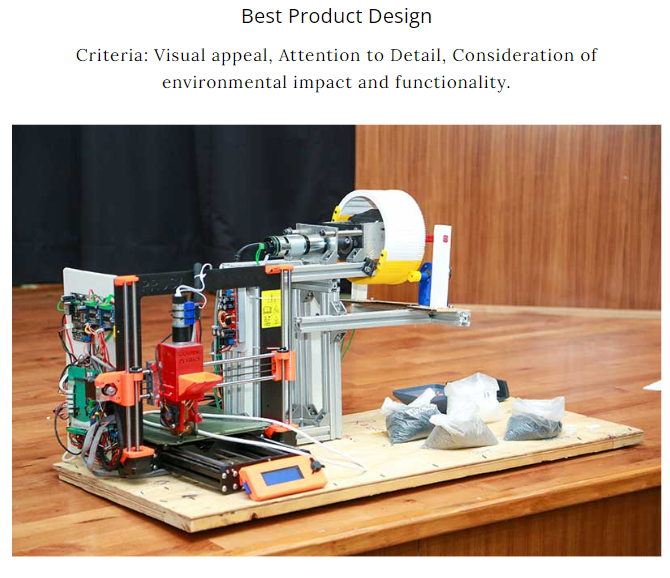 Best Product Design
Criteria: Visual appeal, Attention to Detail, Consideration of
environmental impact and functionality.